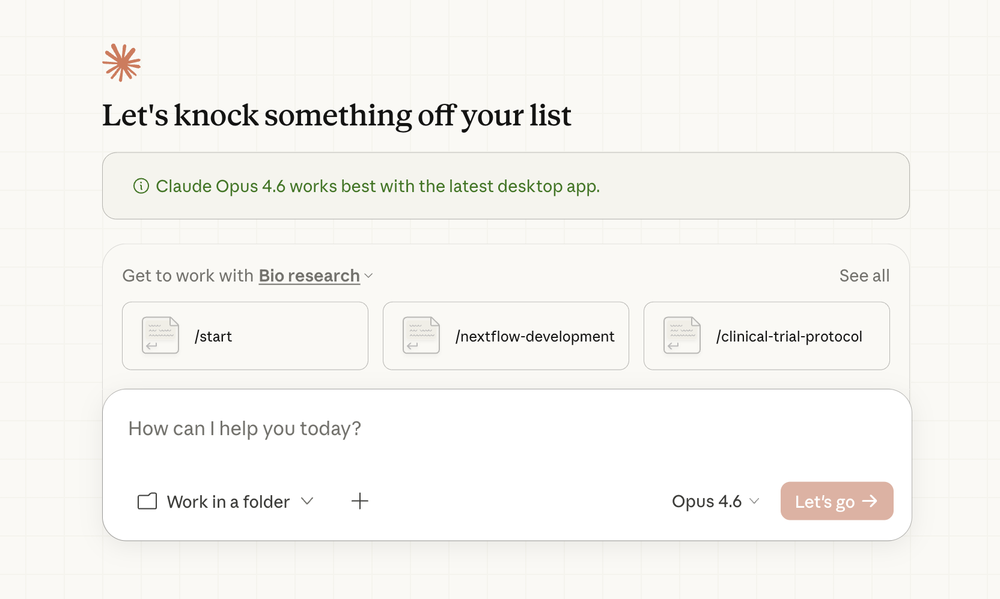 Let's knock something off your list
Claude Opus 4.6 works best with the latest desktop app.
Get to work with Bio research
See all
/start
/nextflow-development
/clinical-trial-protocol
How can I help you today?
Work in a folder
Opus 4.6
Let's go